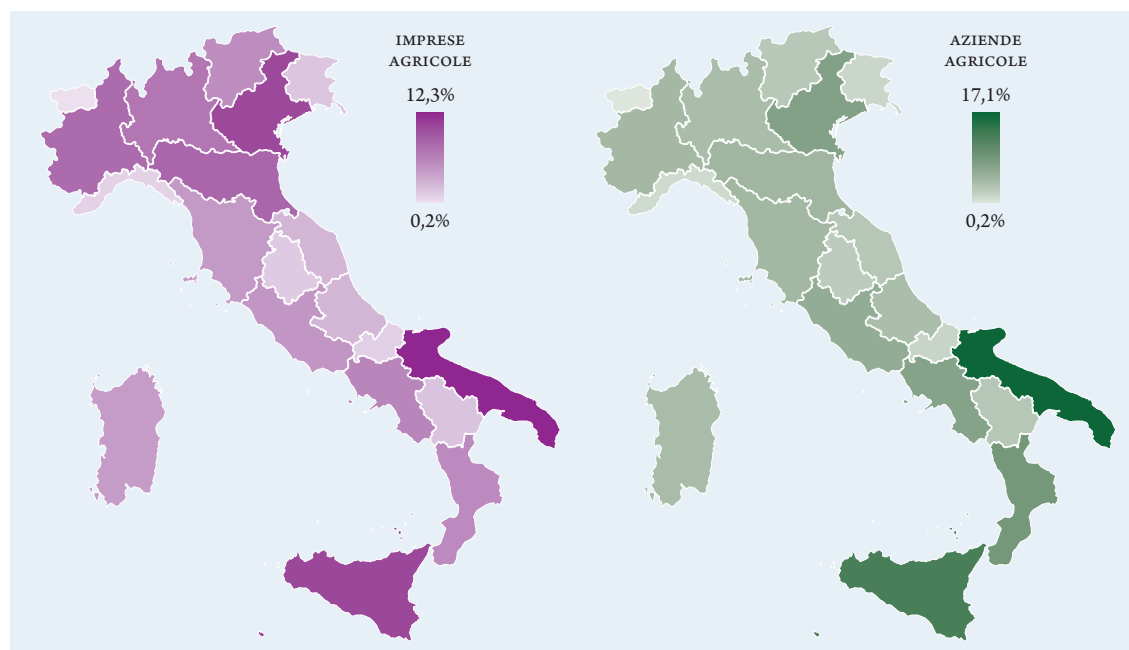 IMPRESE
AGRICOLE
12,3%
0,2%
AZIENDE
AGRICOLE
17,1%
0,2%